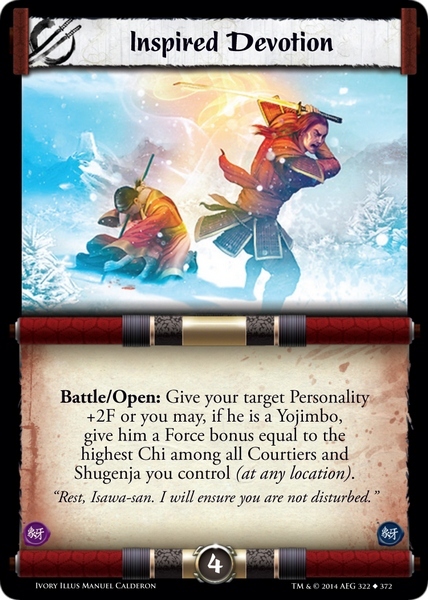 Inspired Devotion
Battle/Open: Give your target Personality
+2F or you may, if he is a Yojimbo,
give him a Force bonus equal to the
highest Chi among all Courtiers and
Shugenja you control (at any location).
“Rest, Isawa-san. I will ensure you are not disturbed.”
4
Ivory Illus Manuel Calderon
TM & © 2014 AEG 322 ◆ 372